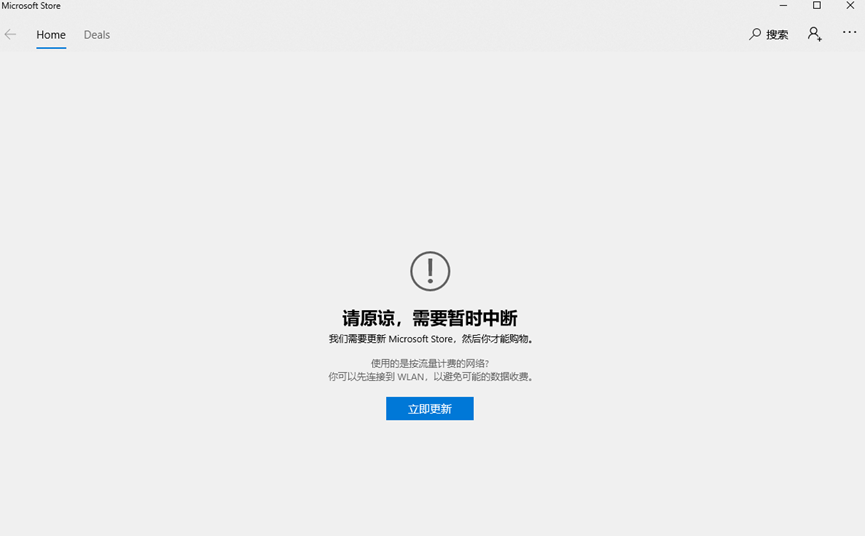 Microsoft Store
Home
Deals
搜索
请原谅，需要暂时中断
我们需要更新 Microsoft Store，然后你才能购物。
使用的是按流量计费的网络?
你可以先连接到 WLAN，以避免可能的数据收费。
立即更新